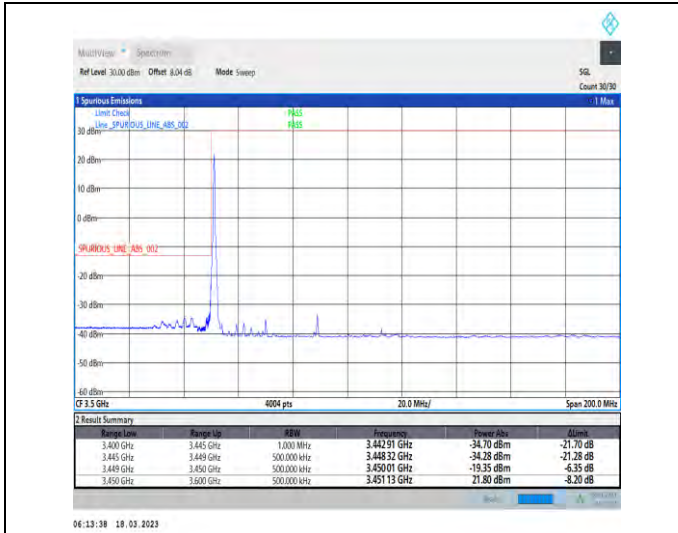 MultiView Spectrum
Ref Level 30.00 dBm Offset 8.04 dB Mode Sweep SGL
Count 30/30
1 Spurious Emissions 1 Max
Limit Check PASS
Line _SPURIOUS_LINE_ABS_002 PASS
30 dBm
20 dBm
10 dBm
0 dBm
_SPURIOUS_LINE_ABS_002
-20 dBm
-30 dBm
-40 dBm
-50 dBm
-60 dBm
CF 3.5 GHz 4004 pts 20.0 MHz/ Span 200.0 MHz
2 Result Summary
Range Low Range Up RBW Frequency Power Abs ΔLimit
3.400 GHz 3.445 GHz 1.000 MHz 3.442 91 GHz -34.70 dBm -21.70 dB
3.445 GHz 3.449 GHz 500.000 kHz 3.448 32 GHz -34.28 dBm -21.28 dB
3.449 GHz 3.450 GHz 500.000 kHz 3.450 01 GHz -19.35 dBm -6.35 dB
3.450 GHz 3.600 GHz 500.000 kHz 3.451 13 GHz 21.80 dBm -8.20 dB
06:13:38 18.03.2023